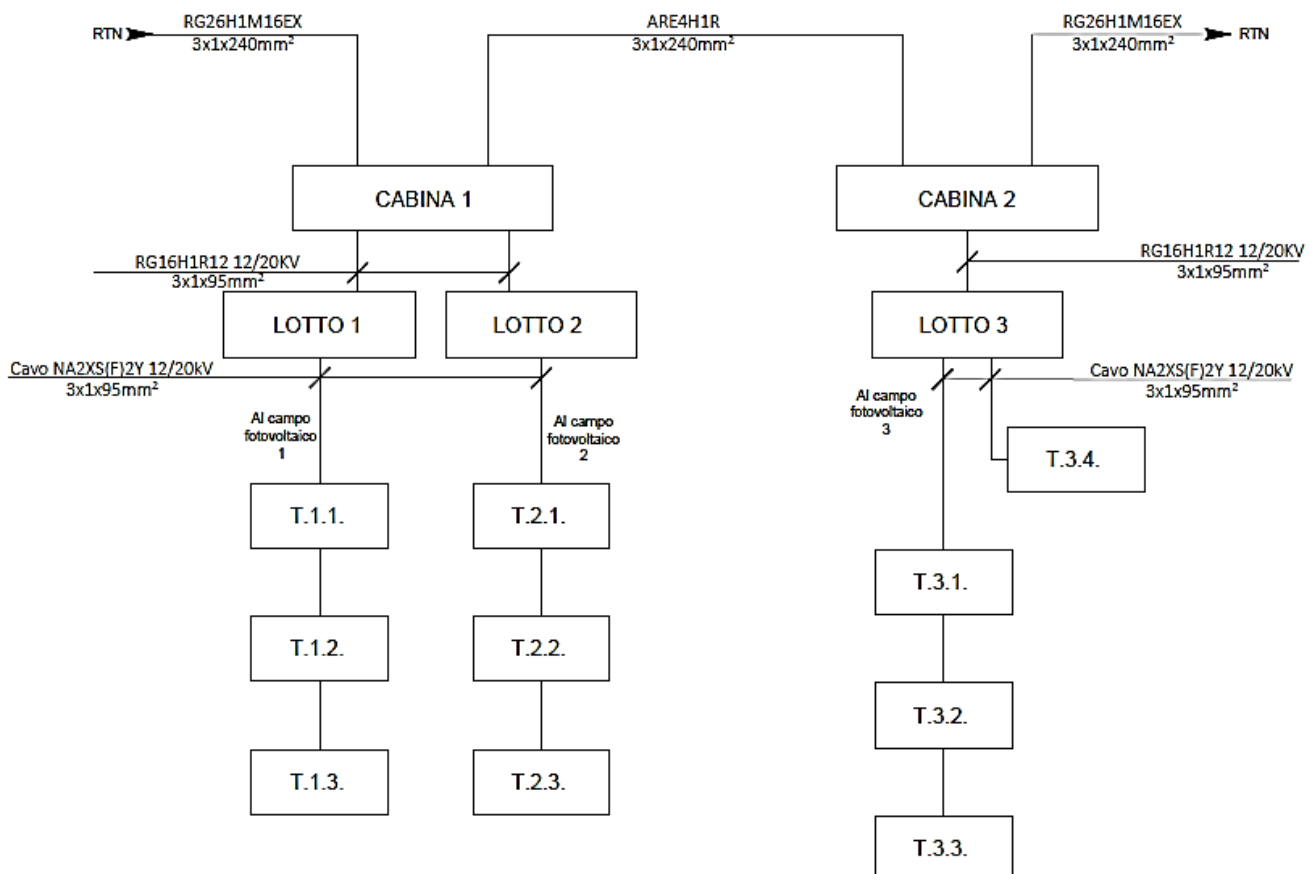 RG26H1M16EX
RTN
3x1x240mm²
ARE4H1R
3x1x240mm²
RG26H1M16EX
RTN
3x1x240mm²
CABINA 1
CABINA 2
RG16H1R12 12/20KV
3x1x95mm²
RG16H1R12 12/20KV
3x1x95mm²
LOTTO 1
LOTTO 2
LOTTO 3
Cavo NA2XS(F)2Y 12/20kV
3x1x95mm²
Cavo NA2XS(F)2Y 12/20kV
3x1x95mm²
Al campo
fotovoltaico
1
Al campo
fotovoltaico
2
Al campo
fotovoltaico
3
T.3.4.
T.1.1.
T.2.1.
T.3.1.
T.1.2.
T.2.2.
T.3.2.
T.1.3.
T.2.3.
T.3.3.